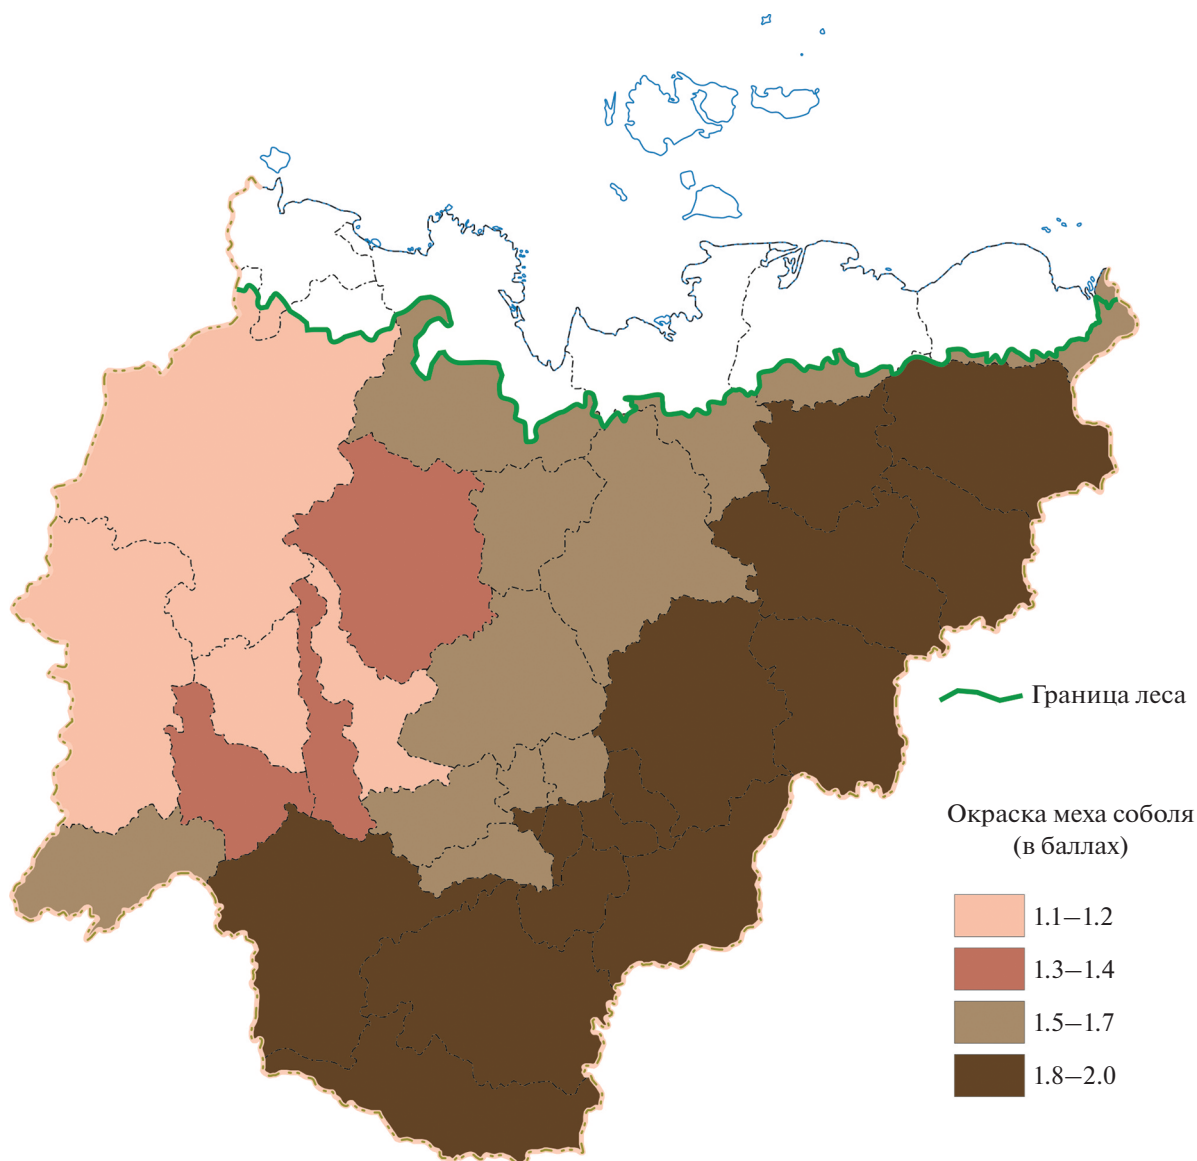 Граница леса
Окраска меха соболя
(в баллах)
1.1–1.2
1.3–1.4
1.5–1.7
1.8–2.0